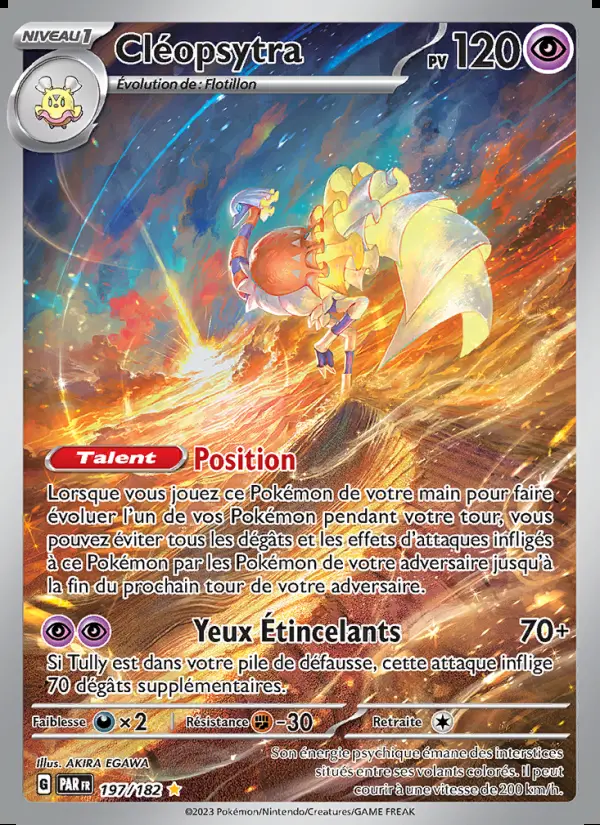 NIVEAU 1
Cléopsytra
PV 120
Évolution de : Flotillon
Talent Position
Lorsque vous jouez ce Pokémon de votre main pour faire
évoluer l'un de vos Pokémon pendant votre tour, vous
pouvez éviter tous les dégâts et les effets d'attaques infligés
à ce Pokémon par les Pokémon de votre adversaire jusqu'à
la fin du prochain tour de votre adversaire.
Yeux Étincelants 70+
Si Tully est dans votre pile de défausse, cette attaque inflige
70 dégâts supplémentaires.
Faiblesse ×2 Résistance -30 Retraite
Illus. AKIRA EGAWA
Son énergie psychique émane des interstices
situés entre ses volants colorés. Il peut
courir à une vitesse de 200 km/h.
G PAR FR 197/182
©2023 Pokémon/Nintendo/Creatures/GAME FREAK